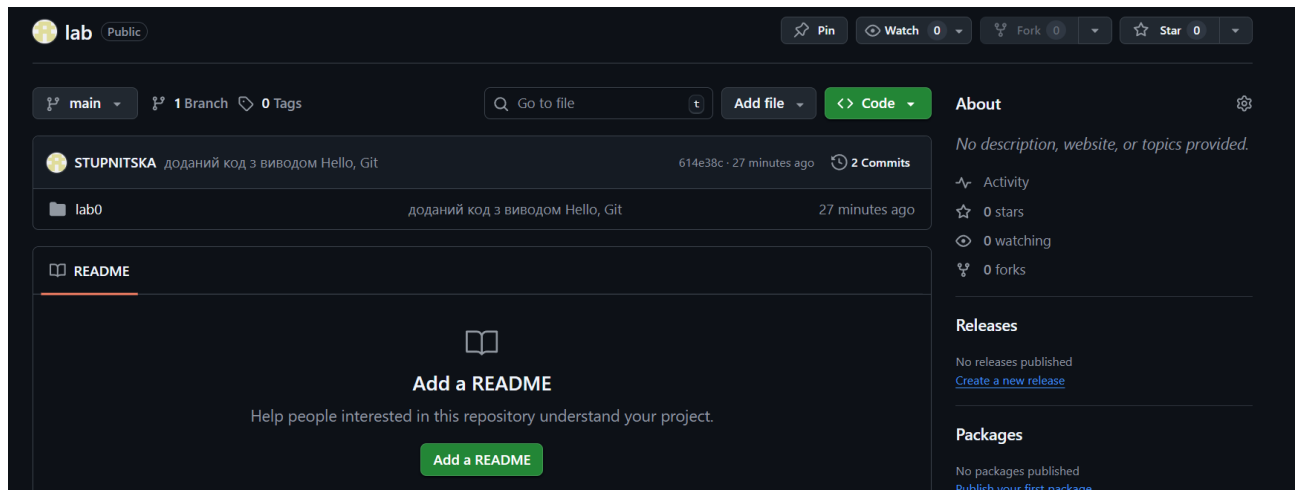 lab Public Pin Watch 0 Fork 0 Star 0
main 1 Branch 0 Tags Go to file t Add file <> Code
STUPNITSKA доданий код з виводом Hello, Git 614e38c · 27 minutes ago 2 Commits
lab0 доданий код з виводом Hello, Git 27 minutes ago
README
Add a README
Help people interested in this repository understand your project.
Add a README
About
No description, website, or topics provided.
Activity
0 stars
0 watching
0 forks
Releases
No releases published
Create a new release
Packages
No packages published
Publish your first package